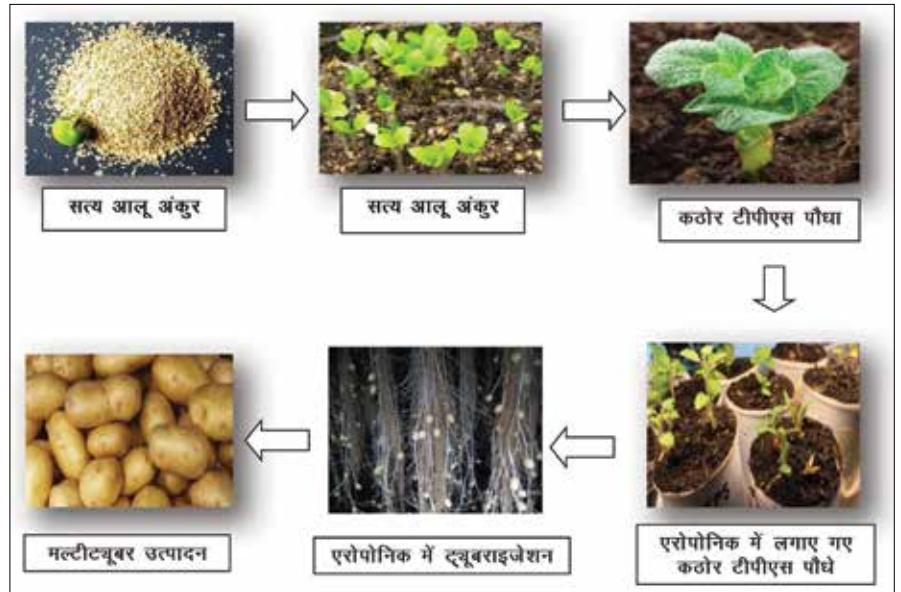 सत्य आलू अंकुर
सत्य आलू अंकुर
कठोर टीपीएस पौधा
एरोपोनिक में लगाए गए
कठोर टीपीएस पौधे
एरोपोनिक में ट्यूबराइजेशन
मल्टीट्यूबर उत्पादन